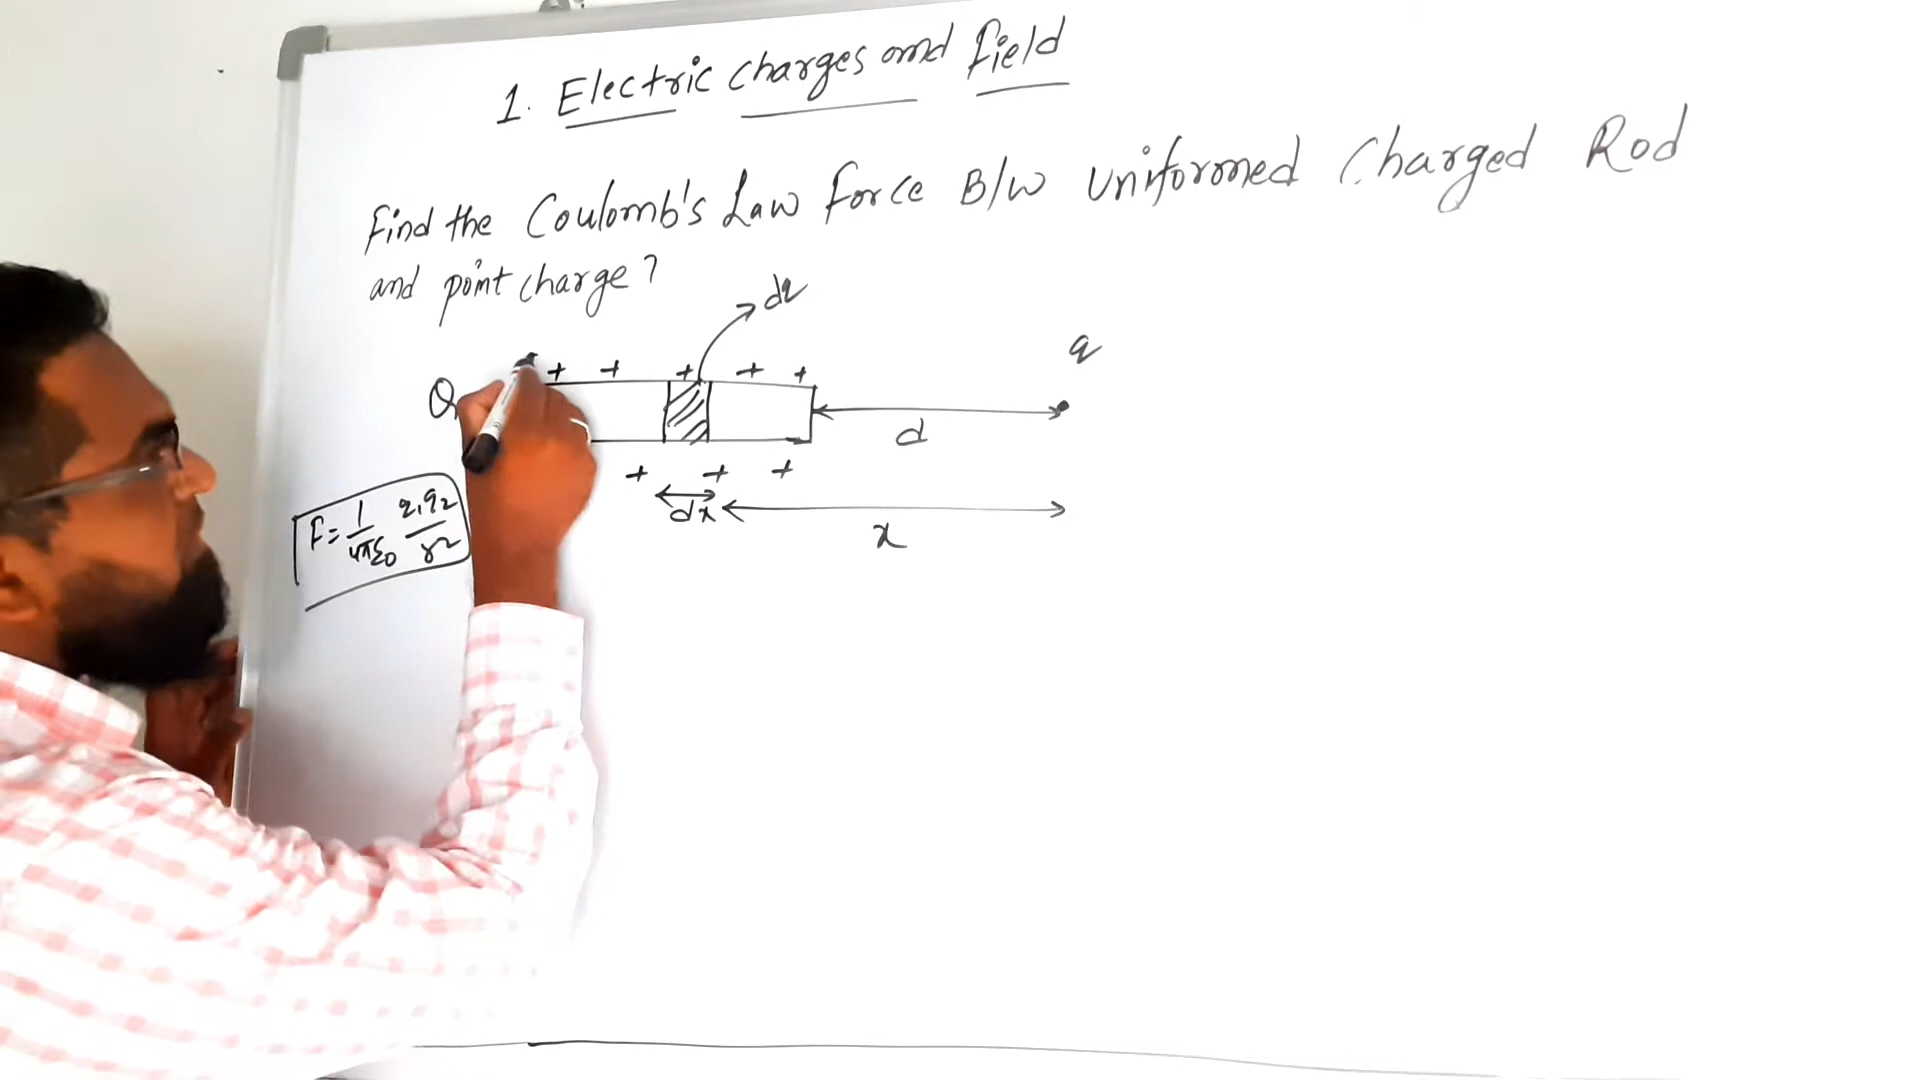 1. Electric charges and field
Find the Coulomb's Law force B/w Uniformed Charged Rod
and point charge?
dq
+ + + + +
Q
q
d
+ + +
dx
x
F = 1/4πε0 q1q2/r2